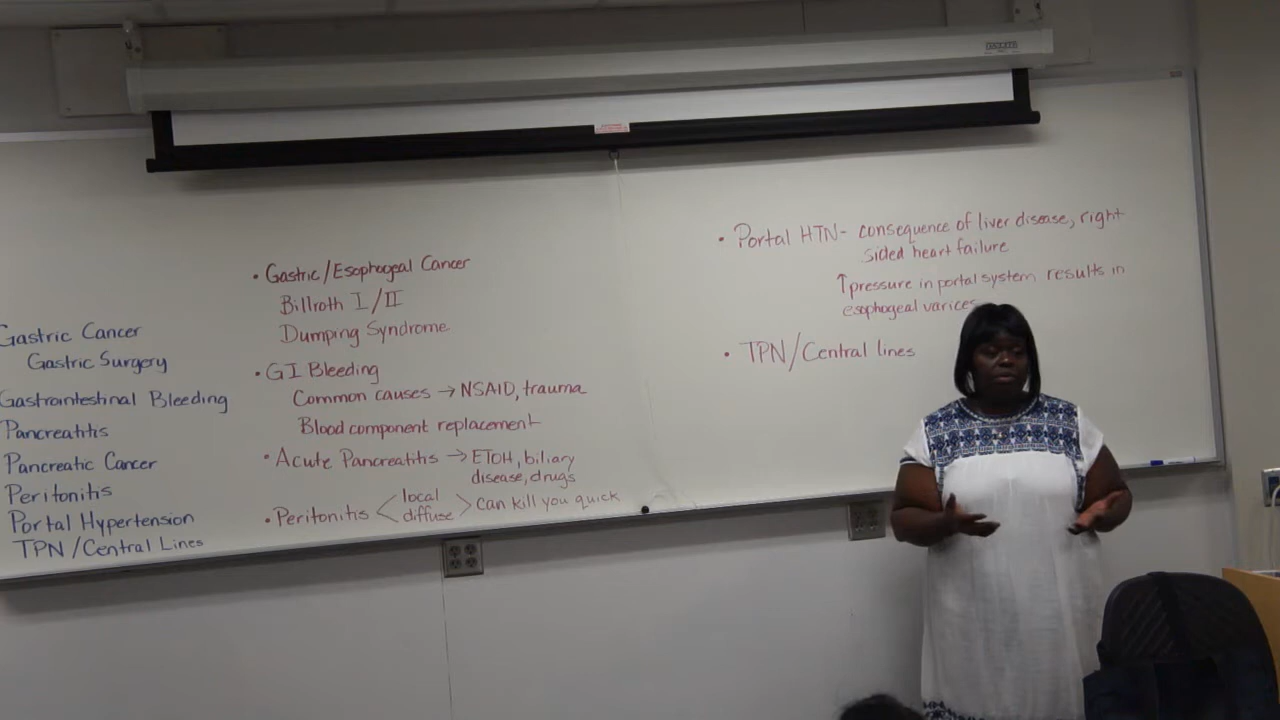 Gastric Cancer
Gastric Surgery
Gastrointestinal Bleeding
Pancreatitis
Pancreatic Cancer
Peritonitis
Portal Hypertension
TPN/Central Lines
• Gastric/Esophageal Cancer
Billroth I/II
Dumping Syndrome
• GI Bleeding
Common causes → NSAID, trauma
Blood component replacement
• Acute Pancreatitis → ETOH, biliary
disease, drugs
• Peritonitis < local
diffuse > can kill you quick
• Portal HTN- consequence of liver disease, right
sided heart failure
↑pressure in portal system results in
esophageal varices
• TPN/Central lines